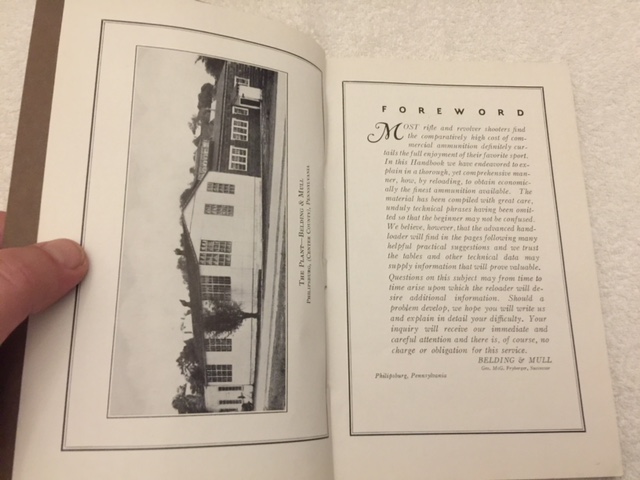 THE PLANT—BELDING & MULL
PHILIPSBURG, (CENTRE COUNTY), PENNSYLVANIA
FOREWORD
MOST rifle and revolver shooters find
the comparatively high cost of com-
mercial ammunition definitely cur-
tails the full enjoyment of their favorite sport.
In this Handbook we have endeavored to ex-
plain in a thorough, yet comprehensive man-
ner, how, by reloading, to obtain economic-
ally the finest ammunition available. The
material has been compiled with great care,
unduly technical phrases having been omit-
ted so that the beginner may not be confused.
We believe, however, that the advanced hand-
loader will find in the pages following many
helpful practical suggestions and we trust
the tables and other technical data may
supply information that will prove valuable.
Questions on this subject may from time to
time arise upon which the reloader will de-
sire additional information. Should a
problem develop, we hope you will write us
and explain in detail your difficulty. Your
inquiry will receive our immediate and
careful attention and there is, of course, no
charge or obligation for this service.
BELDING & MULL
Geo. McG. Fryberger, Successor
Philipsburg, Pennsylvania